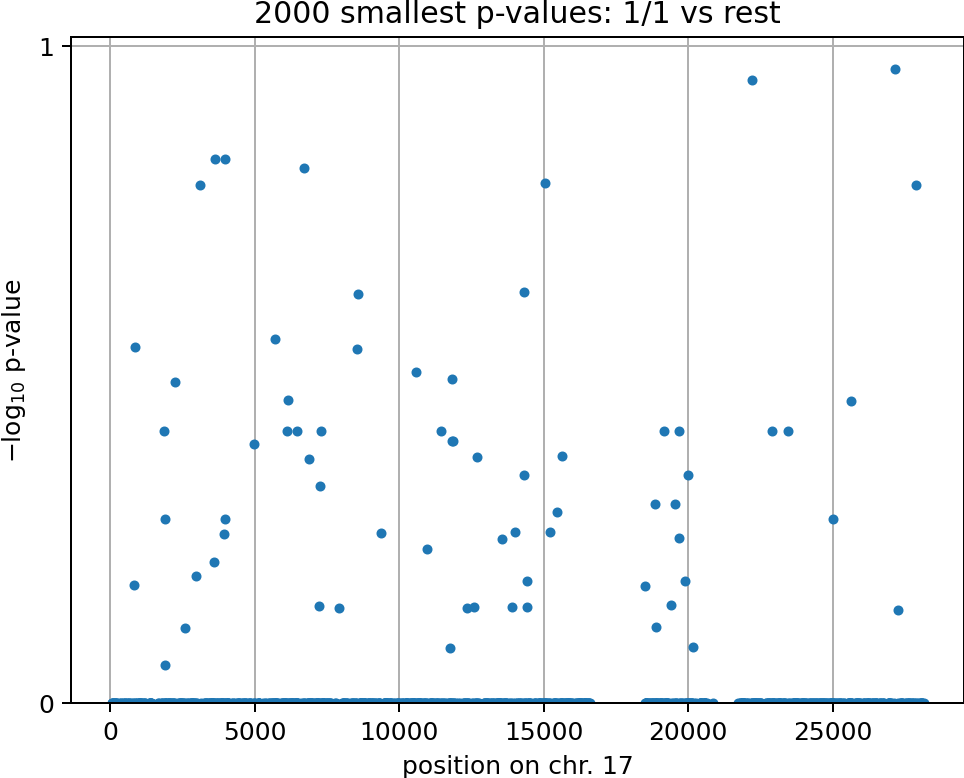 2000 smallest p-values: 1/1 vs rest
1
−log₁₀ p-value
0
0 5000 10000 15000 20000 25000
position on chr. 17